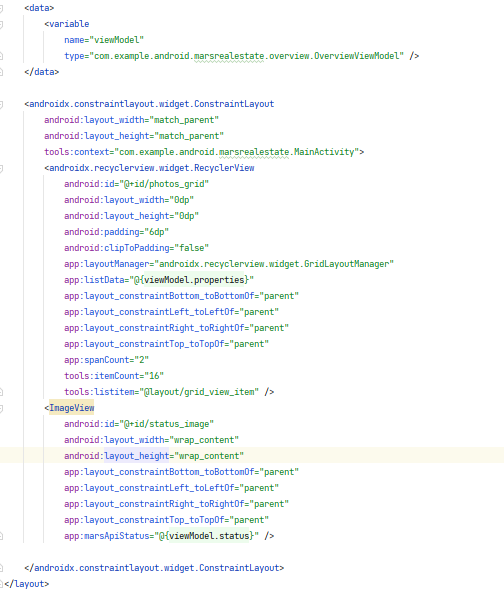 <data>
<variable
name="viewModel"
type="com.example.android.marsrealestate.overview.OverviewViewModel" />
</data>
<androidx.constraintlayout.widget.ConstraintLayout
android:layout_width="match_parent"
android:layout_height="match_parent"
tools:context="com.example.android.marsrealestate.MainActivity">
<androidx.recyclerview.widget.RecyclerView
android:id="@+id/photos_grid"
android:layout_width="0dp"
android:layout_height="0dp"
android:padding="6dp"
android:clipToPadding="false"
app:layoutManager="androidx.recyclerview.widget.GridLayoutManager"
app:listData="@{viewModel.properties}"
app:layout_constraintBottom_toBottomOf="parent"
app:layout_constraintLeft_toLeftOf="parent"
app:layout_constraintRight_toRightOf="parent"
app:layout_constraintTop_toTopOf="parent"
app:spanCount="2"
tools:itemCount="16"
tools:listitem="@layout/grid_view_item" />
<ImageView
android:id="@+id/status_image"
android:layout_width="wrap_content"
android:layout_height="wrap_content"
app:layout_constraintBottom_toBottomOf="parent"
app:layout_constraintLeft_toLeftOf="parent"
app:layout_constraintRight_toRightOf="parent"
app:layout_constraintTop_toTopOf="parent"
app:marsApiStatus="@{viewModel.status}" />
</androidx.constraintlayout.widget.ConstraintLayout>
</layout>